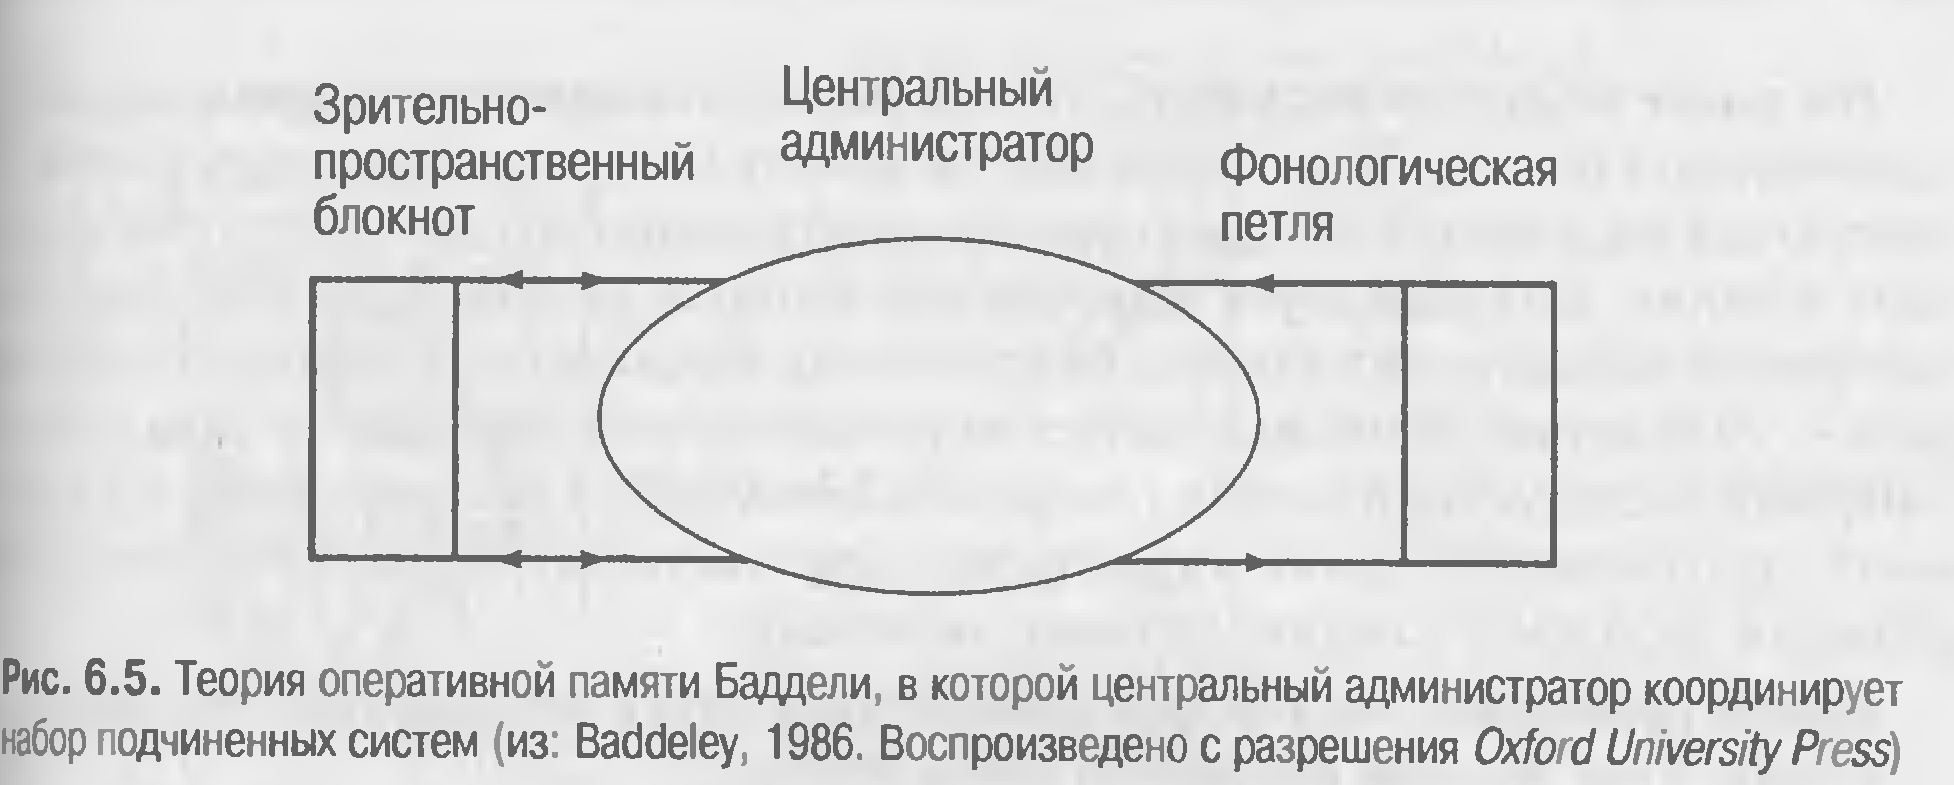 Зрительно-
пространственный
блокнот
Центральный
администратор
Фонологическая
петля
Рис. 6.5. Теория оперативной памяти Баддели, в которой центральный администратор координирует
набор подчиненных систем (из: Baddeley, 1986. Воспроизведено с разрешения Oxford University Press)